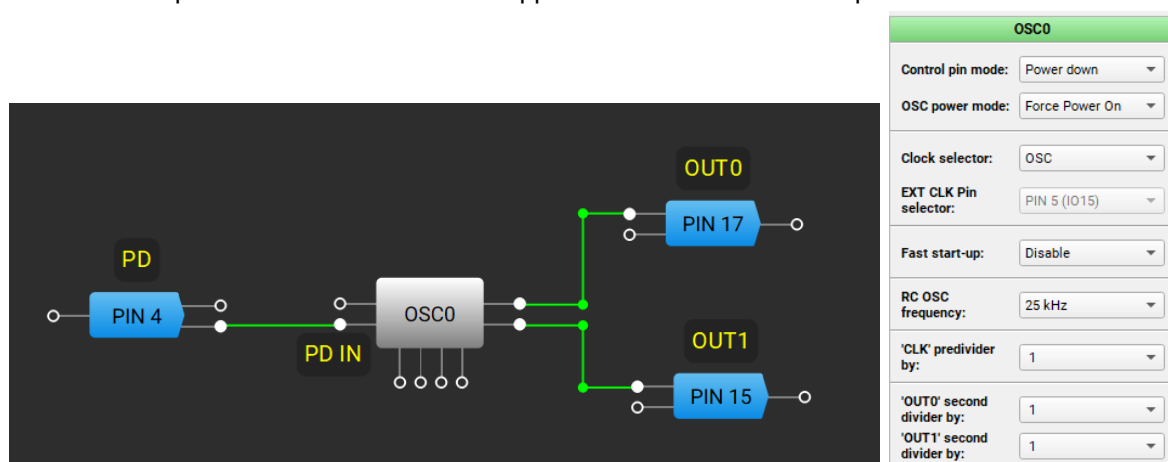 OUT0
PIN 17
PD
PIN 4
OSC0
PD IN
OUT1
PIN 15
OSC0
Control pin mode: Power down
OSC power mode: Force Power On
Clock selector: OSC
EXT CLK Pin
selector: PIN 5 (IO15)
Fast start-up: Disable
RC OSC
frequency: 25 kHz
'CLK' predivider
by: 1
'OUT0' second
divider by: 1
'OUT1' second
divider by: 1